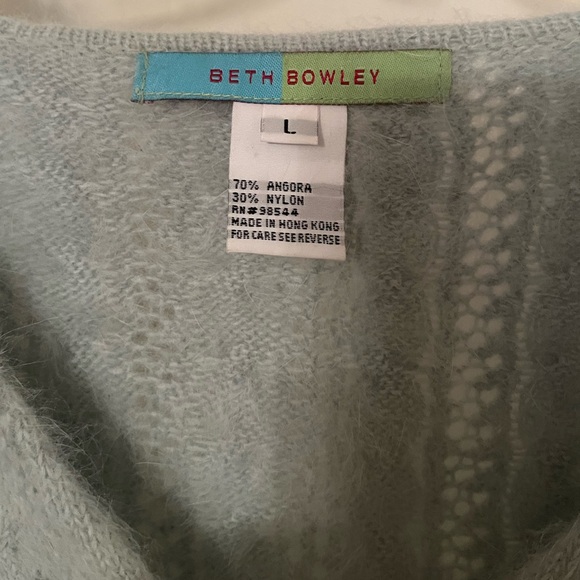 BETH BOWLEY
L
70% ANGORA
30% NYLON
RN#98544
MADE IN HONG KONG
FOR CARE SEE REVERSE